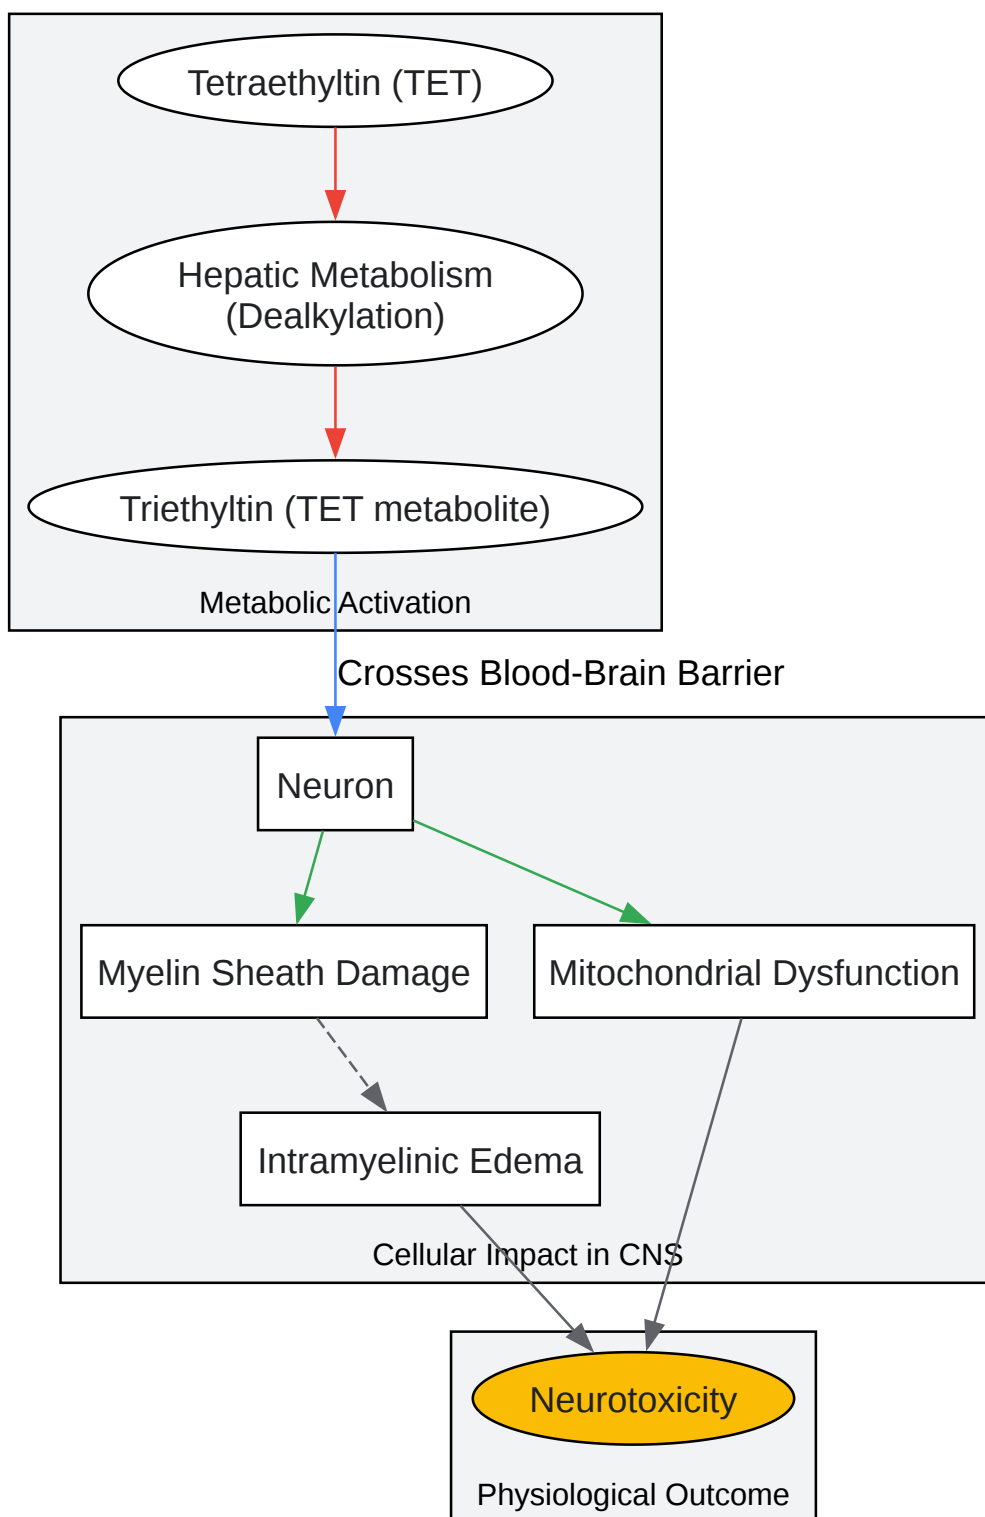 Tetraethyltin (TET)
Hepatic Metabolism
(Dealkylation)
Triethyltin (TET metabolite)
Metabolic Activation
Crosses Blood-Brain Barrier
Neuron
Myelin Sheath Damage
Mitochondrial Dysfunction
Intramyelinic Edema
Cellular Impact in CNS
Neurotoxicity
Physiological Outcome